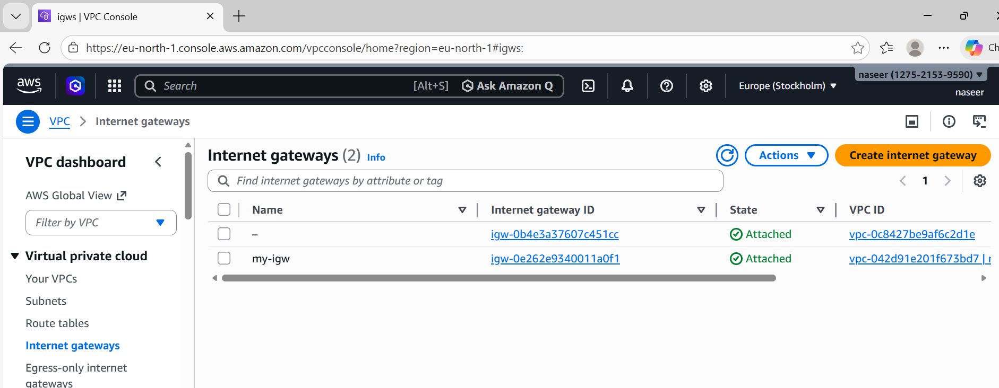 igws | VPC Console
https://eu-north-1.console.aws.amazon.com/vpcconsole/home?region=eu-north-1#igws:
aws
Search [Alt+S] Ask Amazon Q
Europe (Stockholm)
naseer (1275-2153-9590)
naseer
VPC > Internet gateways
VPC dashboard
AWS Global View
Filter by VPC
Virtual private cloud
Your VPCs
Subnets
Route tables
Internet gateways
Egress-only internet
gateways
Internet gateways (2) Info
Actions
Create internet gateway
Find internet gateways by attribute or tag
1
Name Internet gateway ID State VPC ID
– igw-0b4e3a37607c451cc Attached vpc-0c8427be9af6c2d1e
my-igw igw-0e262e9340011a0f1 Attached vpc-042d91e201f673bd7 |